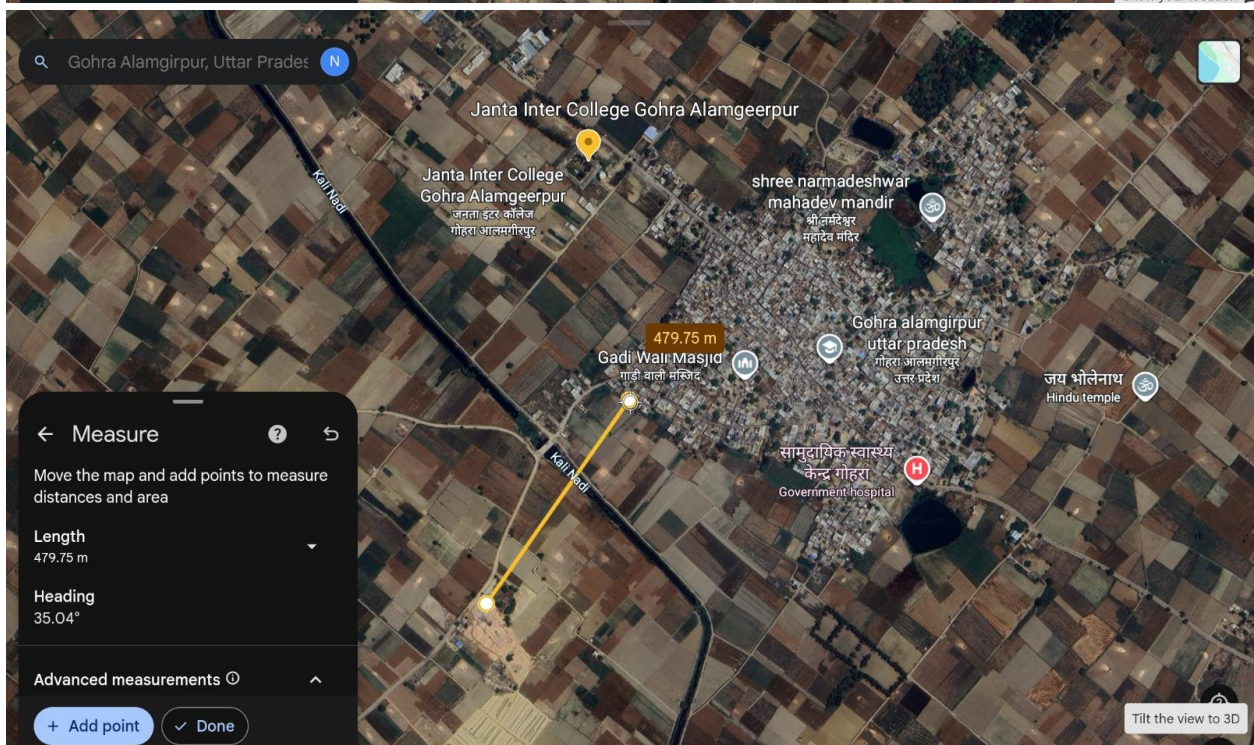 Gohra Alamgirpur, Uttar Prades
N
Janta Inter College Gohra Alamgeerpur
Janta Inter College
Gohra Alamgeerpur
जनता इंटर कॉलेज
गोहरा आलमगीरपुर
Kali Nadi
shree narmadeshwar
mahadev mandir
श्री नर्मदेश्वर
महादेव मंदिर
479.75 m
Gadi Wali Masjid
गाड़ी वाली मस्जिद
Gohra alamgirpur
uttar pradesh
गोहरा आलमगीरपुर
उत्तर प्रदेश
जय भोलेनाथ
Hindu temple
Kali Nadi
सामुदायिक स्वास्थ्य
केन्द्र गोहरा
Government hospital
H
Measure
Move the map and add points to measure
distances and area
Length
479.75 m
Heading
35.04°
Advanced measurements
+ Add point
Done
Tilt the view to 3D